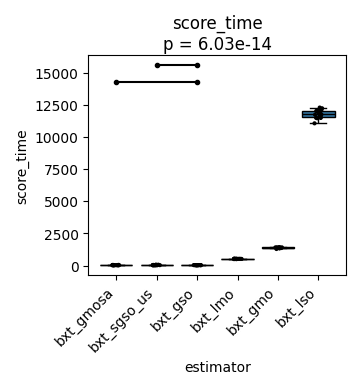 score_time
p = 6.03e-14
score_time
15000
12500
10000
7500
5000
2500
0
bxt_gmosa
bxt_sgso_us
bxt_gso
bxt_lmo
bxt_gmo
bxt_lso
estimator